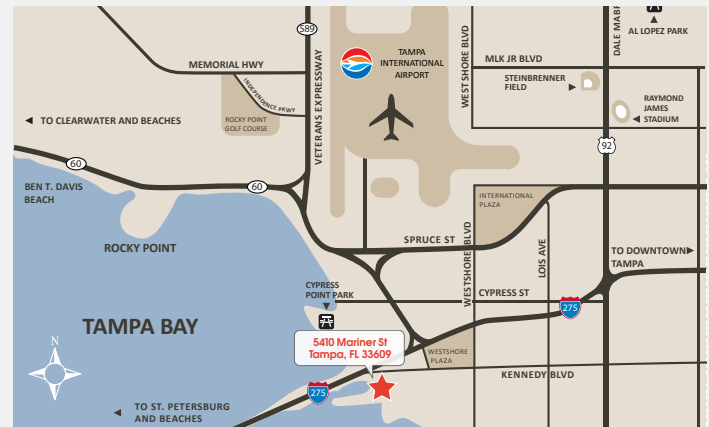 589
DALE MABR
AL LOPEZ PARK
WEST SHORE BLVD
TAMPA
INTERNATIONAL
AIRPORT
MEMORIAL HWY
MLK JR BLVD
STEINBRENNER
FIELD
INDEPENDENCE PKWY
VETERANS EXPRESSWAY
RAYMOND
JAMES
STADIUM
TO CLEARWATER AND BEACHES
ROCKY POINT
GOLF COURSE
92
60
60
BEN T. DAVIS
BEACH
INTERNATIONAL
PLAZA
ROCKY POINT
SPRUCE ST
WESTSHORE BLVD
LOIS AVE
TO DOWNTOWN
TAMPA
CYPRESS
POINT PARK
CYPRESS ST
275
TAMPA BAY
N
5410 Mariner St
Tampa, FL 33609
WESTSHORE
PLAZA
KENNEDY BLVD
275
TO ST. PETERSBURG
AND BEACHES